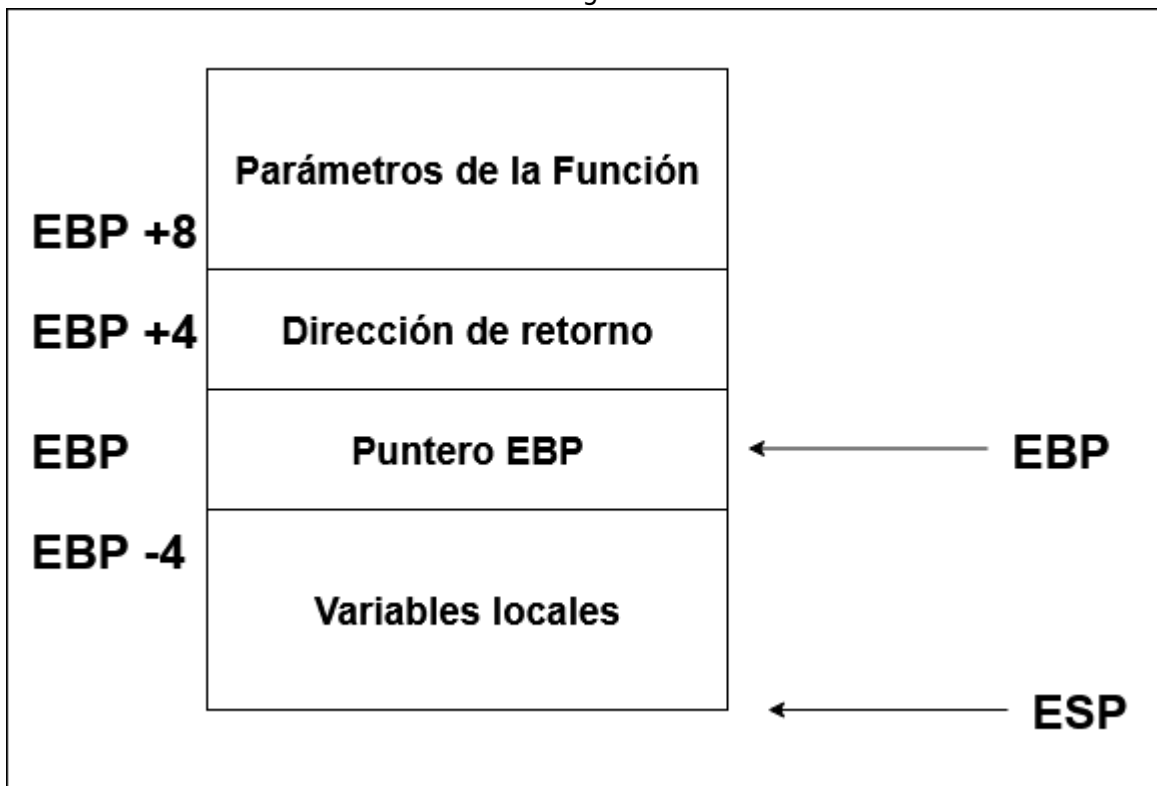 Parámetros de la Función
EBP +8
EBP +4
Dirección de retorno
EBP
Puntero EBP
EBP
EBP -4
Variables locales
ESP